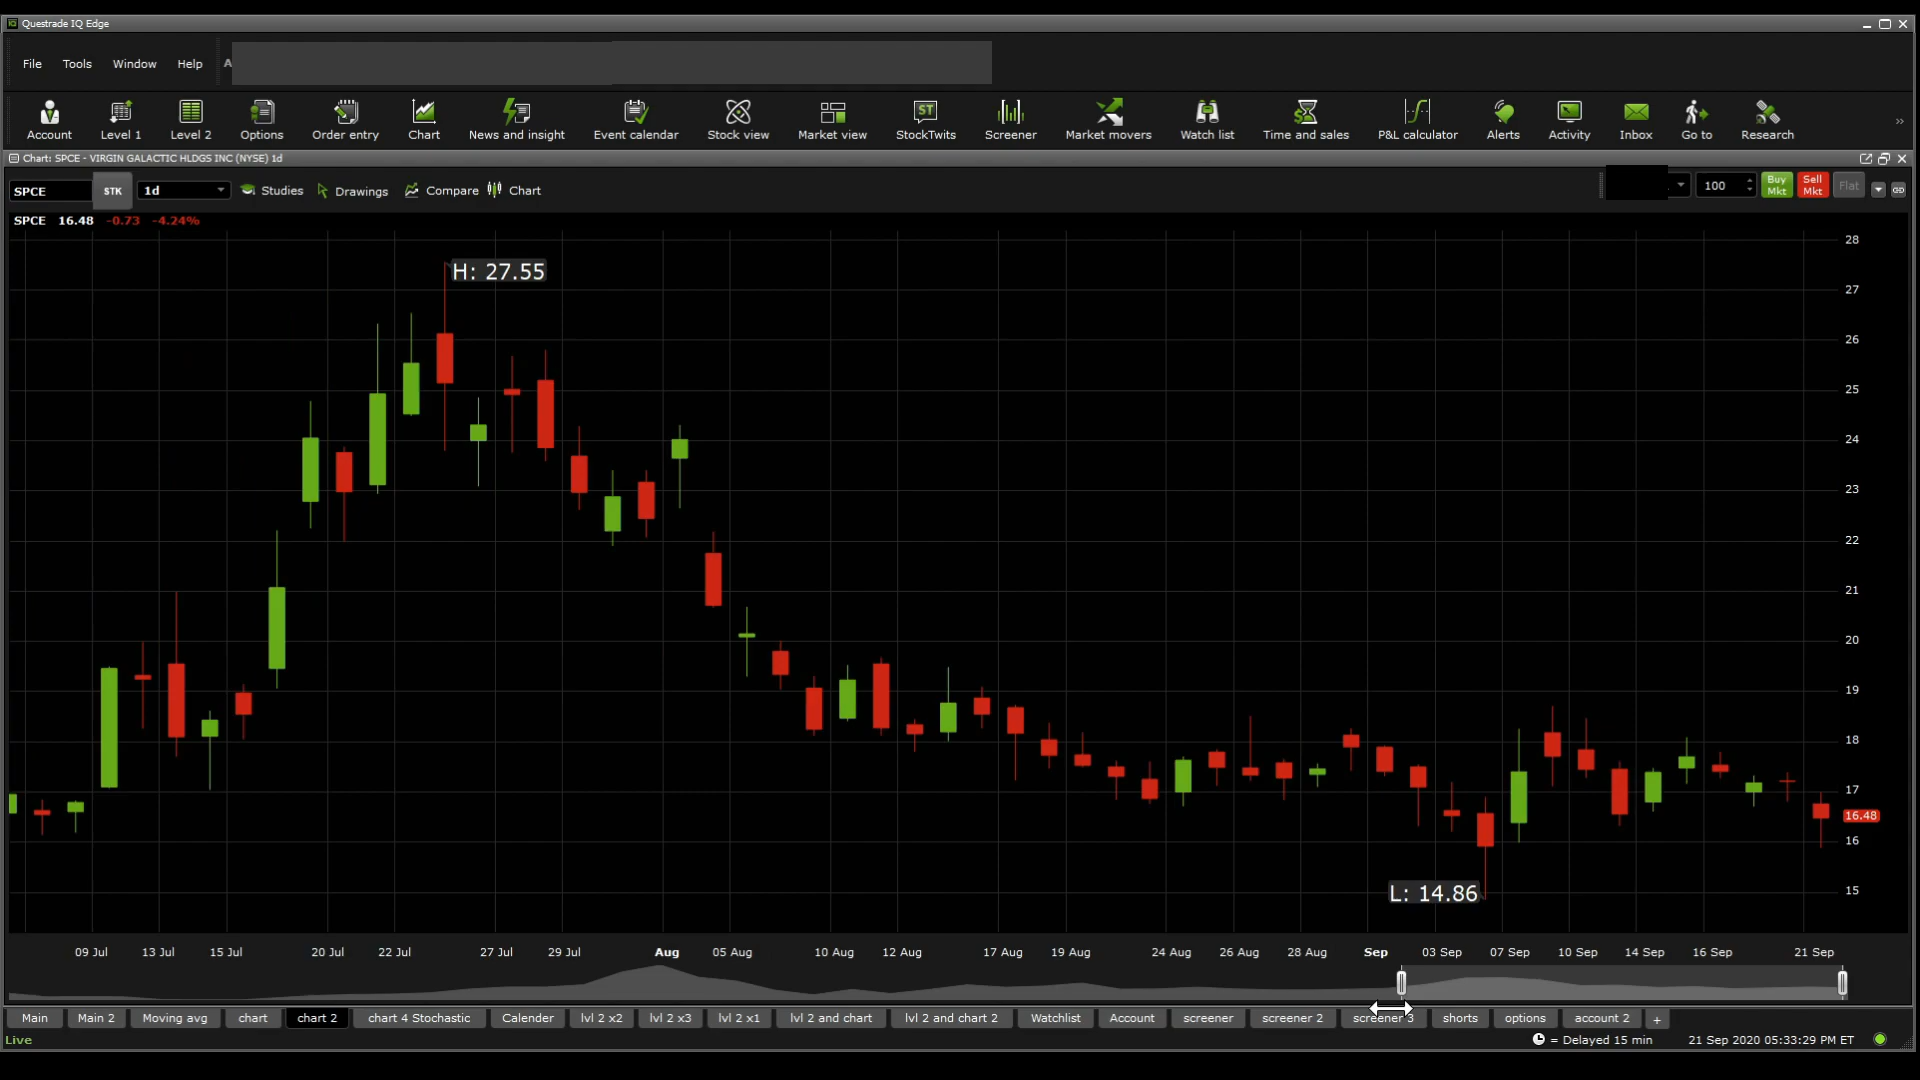 Questrade IQ Edge
File Tools Window Help A
Account Level 1 Level 2 Options Order entry Chart News and insight Event calendar Stock view Market view StockTwits Screener Market movers Watch list Time and sales P&L calculator Alerts Activity Inbox Go to Research
Chart: SPCE - VIRGIN GALACTIC HLDGS INC (NYSE) 1d
SPCE STK 1d Studies Drawings Compare Chart 100 Buy Mkt Sell Mkt Flat
SPCE 16.48 -0.73 -4.24%
28
H: 27.55
27
26
25
24
23
22
21
20
19
18
17
16.48
16
L: 14.86
15
09 Jul 13 Jul 15 Jul 20 Jul 22 Jul 27 Jul 29 Jul Aug 05 Aug 10 Aug 12 Aug 17 Aug 19 Aug 24 Aug 26 Aug 28 Aug Sep 03 Sep 07 Sep 10 Sep 14 Sep 16 Sep 21 Sep
Main Main 2 Moving avg chart chart 2 chart 4 Stochastic Calender lvl 2 x2 lvl 2 x3 lvl 2 x1 lvl 2 and chart lvl 2 and chart 2 Watchlist Account screener screener 2 screener 3 shorts options account 2 +
Live = Delayed 15 min 21 Sep 2020 05:33:29 PM ET